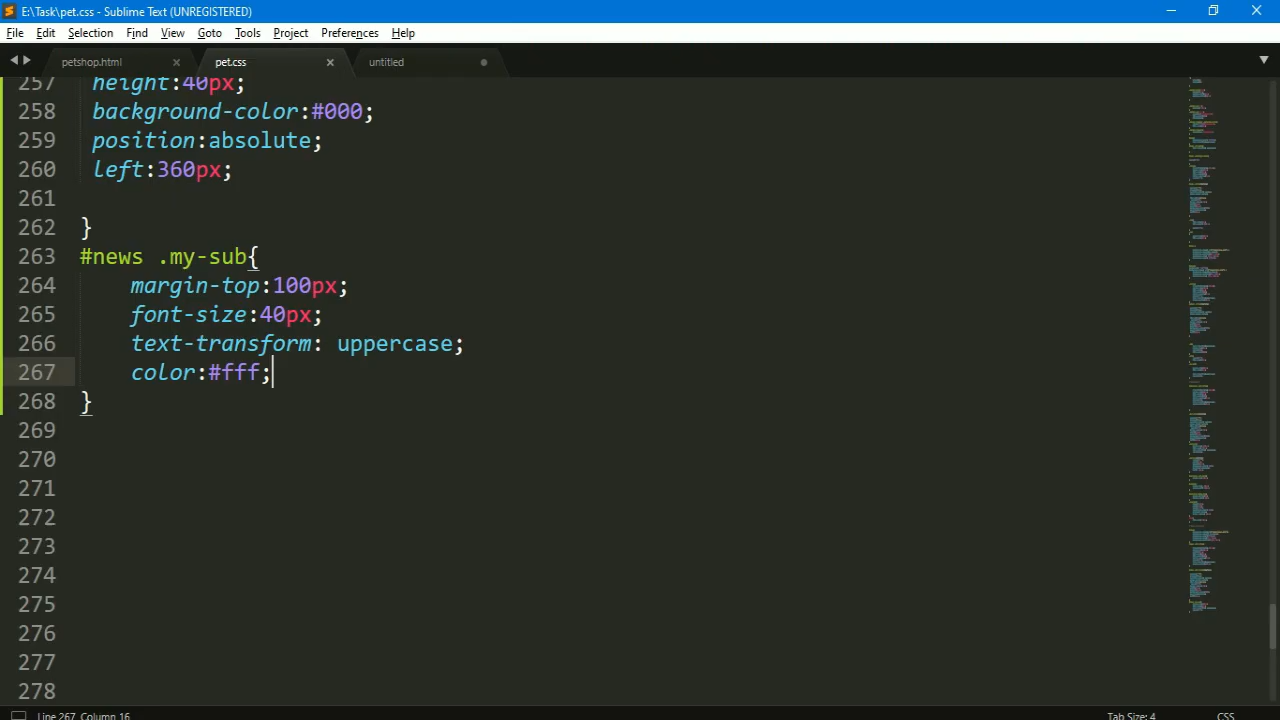 E:\Task\pet.css - Sublime Text (UNREGISTERED)
File Edit Selection Find View Goto Tools Project Preferences Help
petshop.html pet.css untitled
257 height:40px;
258 background-color:#000;
259 position:absolute;
260 left:360px;
261
262 }
263 #news .my-sub{
264 margin-top:100px;
265 font-size:40px;
266 text-transform: uppercase;
267 color:#fff;
268 }
269
270
271
272
273
274
275
276
277
278
Line 267, Column 16 Tab Size: 4 CSS